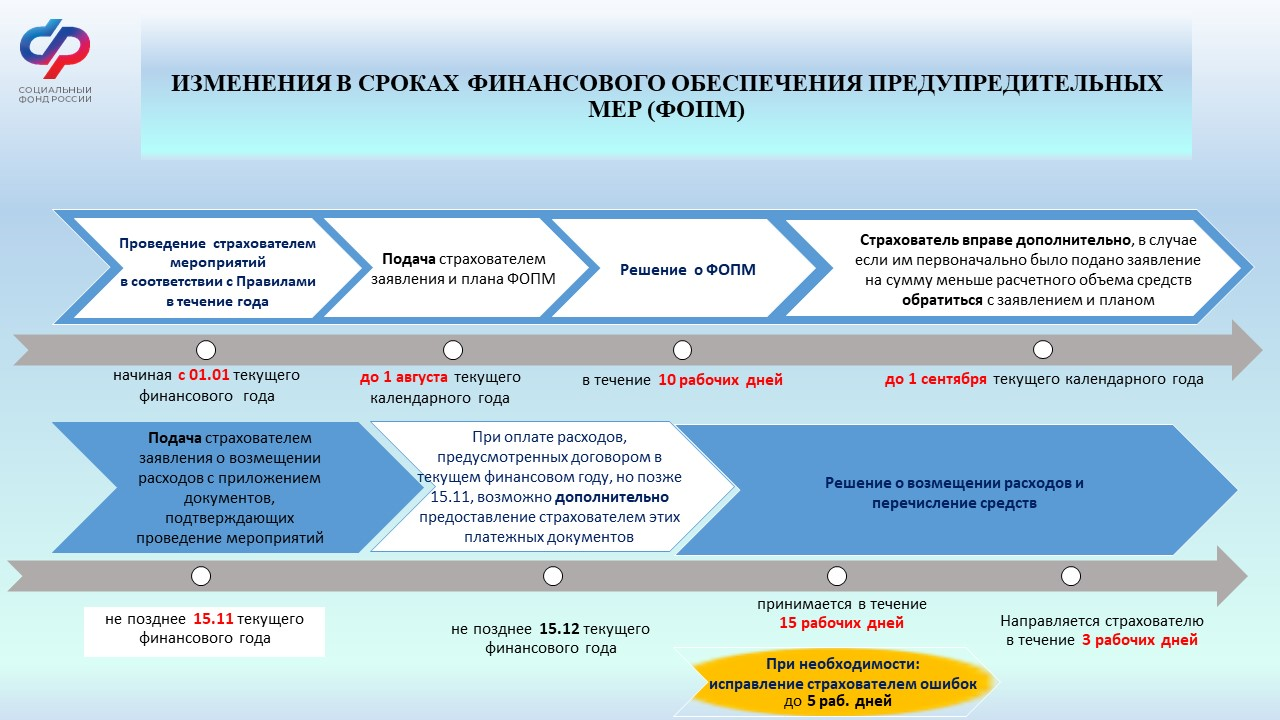 СОЦИАЛЬНЫЙ
ФОНД РОССИИ
ИЗМЕНЕНИЯ В СРОКАХ ФИНАНСОВОГО ОБЕСПЕЧЕНИЯ ПРЕДУПРЕДИТЕЛЬНЫХ
МЕР (ФОПМ)
Проведение страхователем
мероприятий
в соответствии с Правилами
в течение года
Подача страхователем
заявления и плана ФОПМ
Решение о ФОПМ
Страхователь вправе дополнительно, в случае
если им первоначально было подано заявление
на сумму меньше расчетного объема средств
обратиться с заявлением и планом
начиная с 01.01 текущего
финансового года
до 1 августа текущего
календарного года
в течение 10 рабочих дней
до 1 сентября текущего календарного года
Подача страхователем
заявления о возмещении
расходов с приложением
документов,
подтверждающих
проведение мероприятий
При оплате расходов,
предусмотренных договором в
текущем финансовом году, но позже
15.11, возможно дополнительно
предоставление страхователем этих
платежных документов
Решение о возмещении расходов и
перечисление средств
не позднее 15.11 текущего
финансового года
не позднее 15.12 текущего
финансового года
принимается в течение
15 рабочих дней
Направляется страхователю
в течение 3 рабочих дней
При необходимости:
исправление страхователем ошибок
до 5 раб. дней